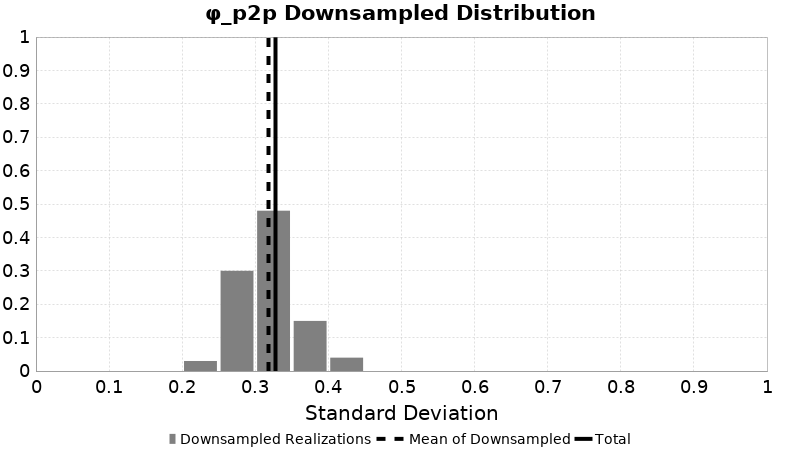 φ_p2p Downsampled Distribution
1
0.9
0.8
0.7
0.6
0.5
0.4
0.3
0.2
0.1
0
0 0.1 0.2 0.3 0.4 0.5 0.6 0.7 0.8 0.9 1
Standard Deviation
Downsampled Realizations Mean of Downsampled Total